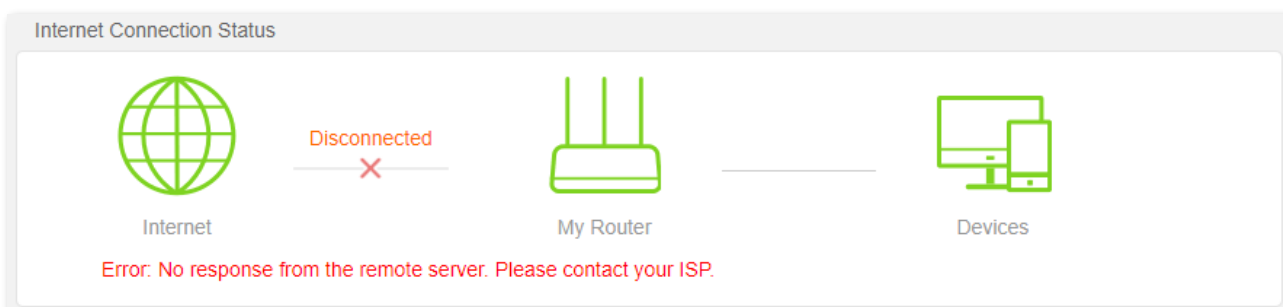 Internet Connection Status
Disconnected
Internet
My Router
Devices
Error: No response from the remote server. Please contact your ISP.